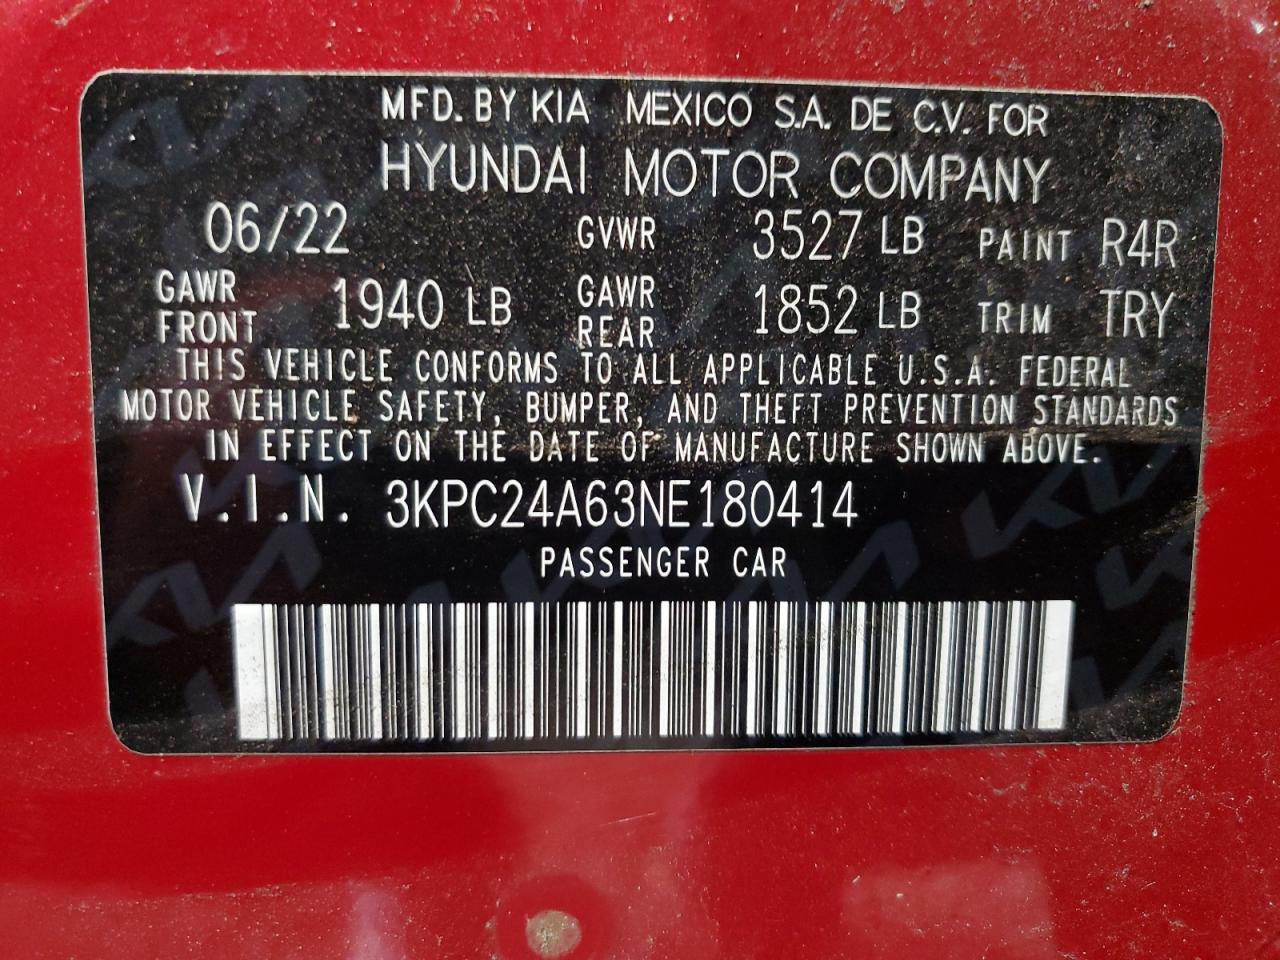 MFD. BY KIA MEXICO S.A. DE C.V. FOR
HYUNDAI MOTOR COMPANY
06/22 GVWR 3527 LB PAINT R4R
GAWR FRONT 1940 LB GAWR REAR 1852 LB TRIM TRY
THIS VEHICLE CONFORMS TO ALL APPLICABLE U.S.A. FEDERAL
MOTOR VEHICLE SAFETY, BUMPER, AND THEFT PREVENTION STANDARDS
IN EFFECT ON THE DATE OF MANUFACTURE SHOWN ABOVE.
V.I.N. 3KPC24A63NE180414
PASSENGER CAR